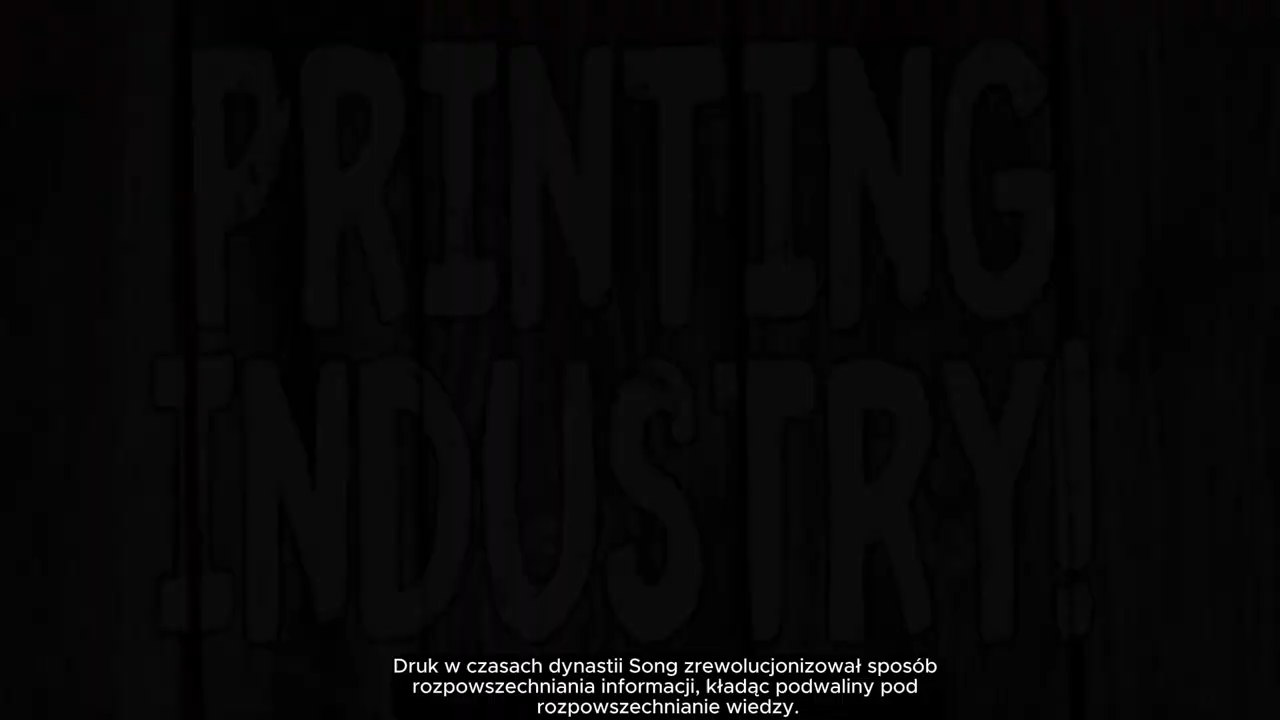 PRINTING
INDUSTRY!
Druk w czasach dynastii Song zrewolucjonizował sposób
rozpowszechniania informacji, kładąc podwaliny pod
rozpowszechnianie wiedzy.